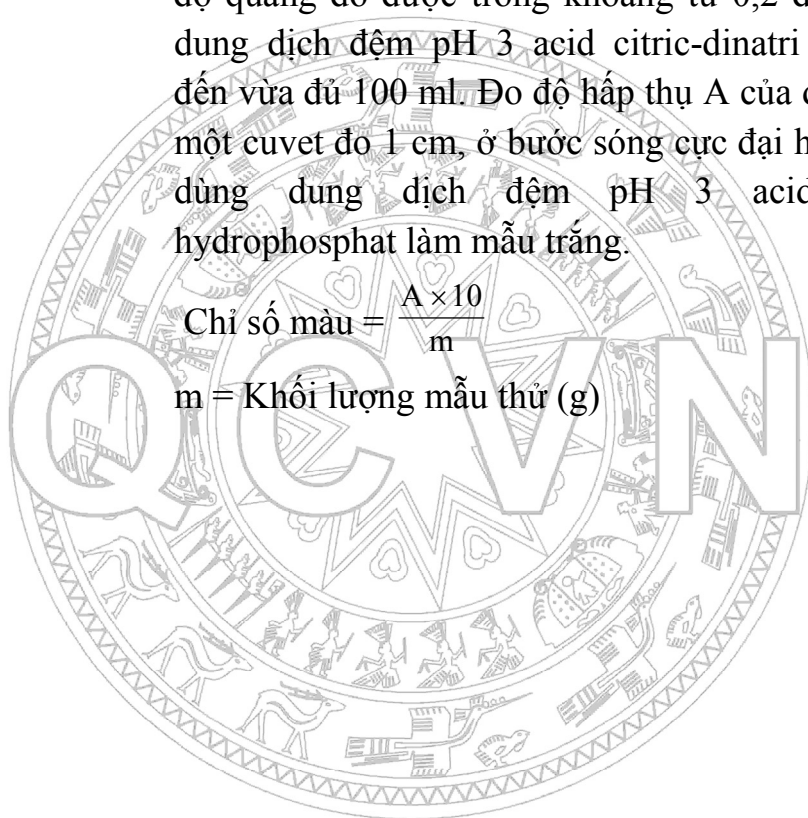 độ quang đo được trong khoảng từ 0,2 đ
dung dịch đệm pH 3 acid citric-dinatri
đến vừa đủ 100 ml. Đo độ hấp thụ A của
một cuvet đo 1 cm, ở bước sóng cực đại h
dùng dung dịch đệm pH 3 acid
hydrophosphat làm mẫu trắng.
Chỉ số màu = A × 10 / m
m = Khối lượng mẫu thử (g)
QCVN